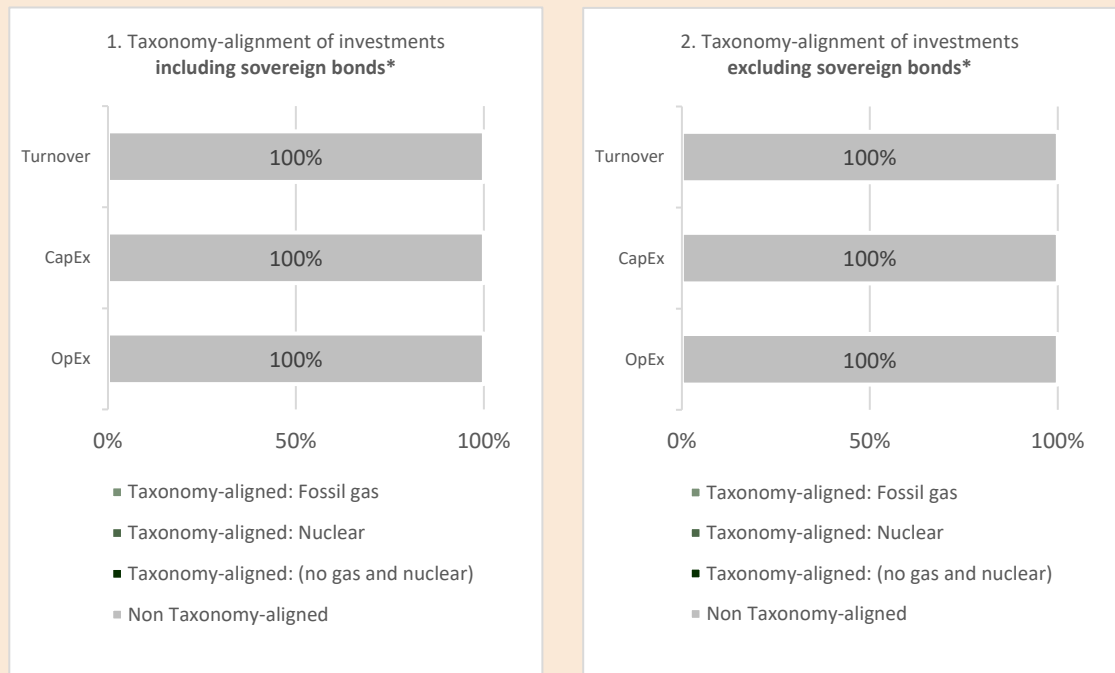 1. Taxonomy-alignment of investments
including sovereign bonds*
Turnover
100%
CapEx
100%
OpEx
100%
0%
50%
100%
Taxonomy-aligned: Fossil gas
Taxonomy-aligned: Nuclear
Taxonomy-aligned: (no gas and nuclear)
Non Taxonomy-aligned
2. Taxonomy-alignment of investments
excluding sovereign bonds*
Turnover
100%
CapEx
100%
OpEx
100%
0%
50%
100%
Taxonomy-aligned: Fossil gas
Taxonomy-aligned: Nuclear
Taxonomy-aligned: (no gas and nuclear)
Non Taxonomy-aligned